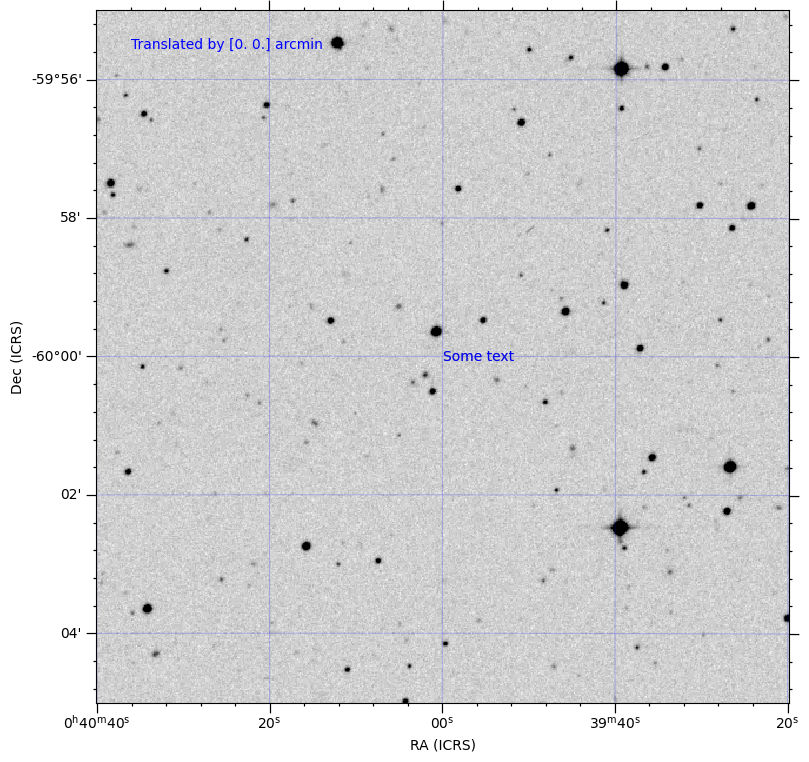 Translated by [0. 0.] arcmin
-59°56'
58'
Some text
-60°00'
02'
04'
Dec (ICRS)
0ʰ40ᵐ40ˢ 20ˢ 00ˢ 39ᵐ40ˢ 20ˢ
RA (ICRS)